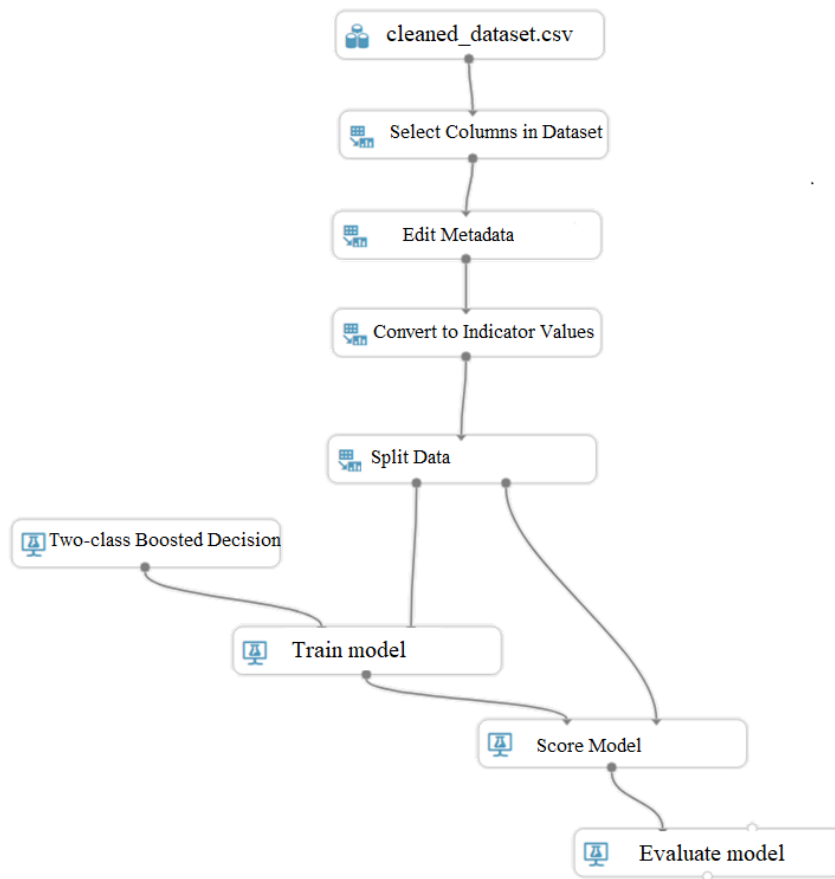 cleaned_dataset.csv
Select Columns in Dataset
Edit Metadata
Convert to Indicator Values
Split Data
Two-class Boosted Decision
Train model
Score Model
Evaluate model